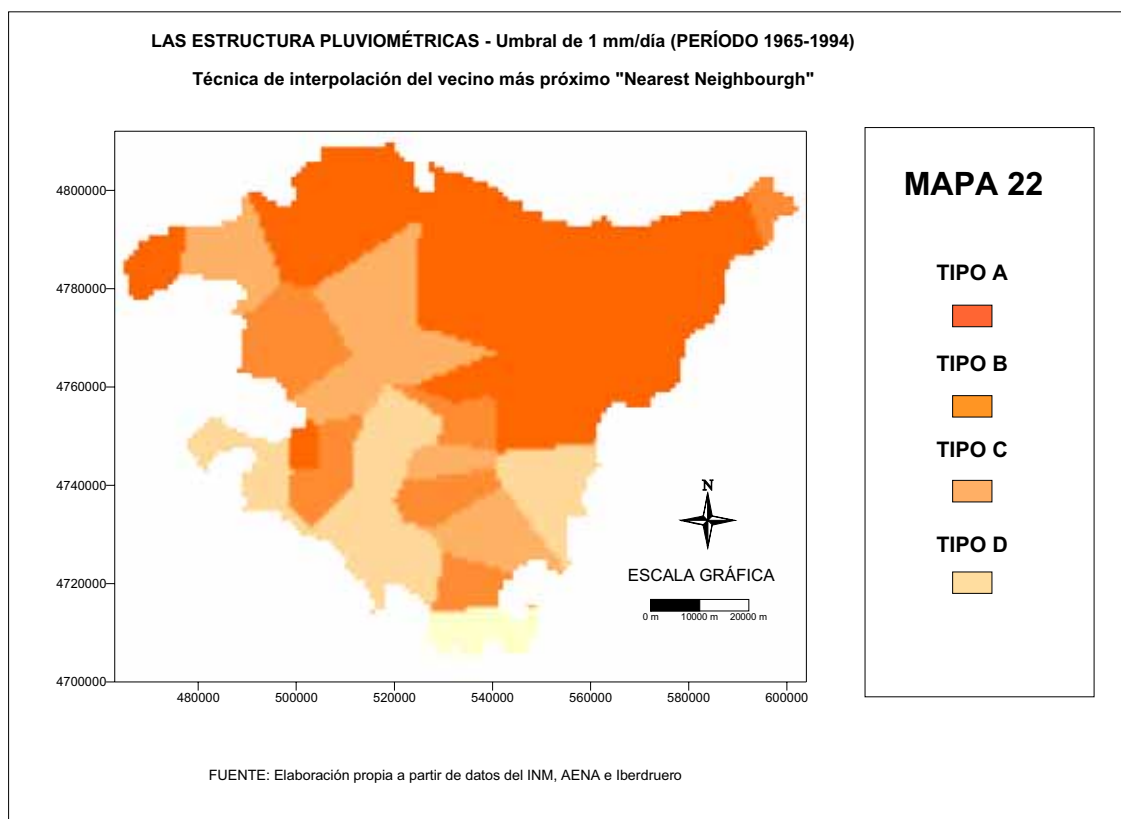 LAS ESTRUCTURA PLUVIOMÉTRICAS - Umbral de 1 mm/día (PERÍODO 1965-1994)
Técnica de interpolación del vecino más próximo "Nearest Neighbourgh"
MAPA 22
TIPO A
TIPO B
TIPO C
TIPO D
4800000
4780000
4760000
4740000
4720000
4700000
480000 500000 520000 540000 560000 580000 600000
N
ESCALA GRÁFICA
0 m 10000 m 20000 m
FUENTE: Elaboración propia a partir de datos del INM, AENA e Iberdruero